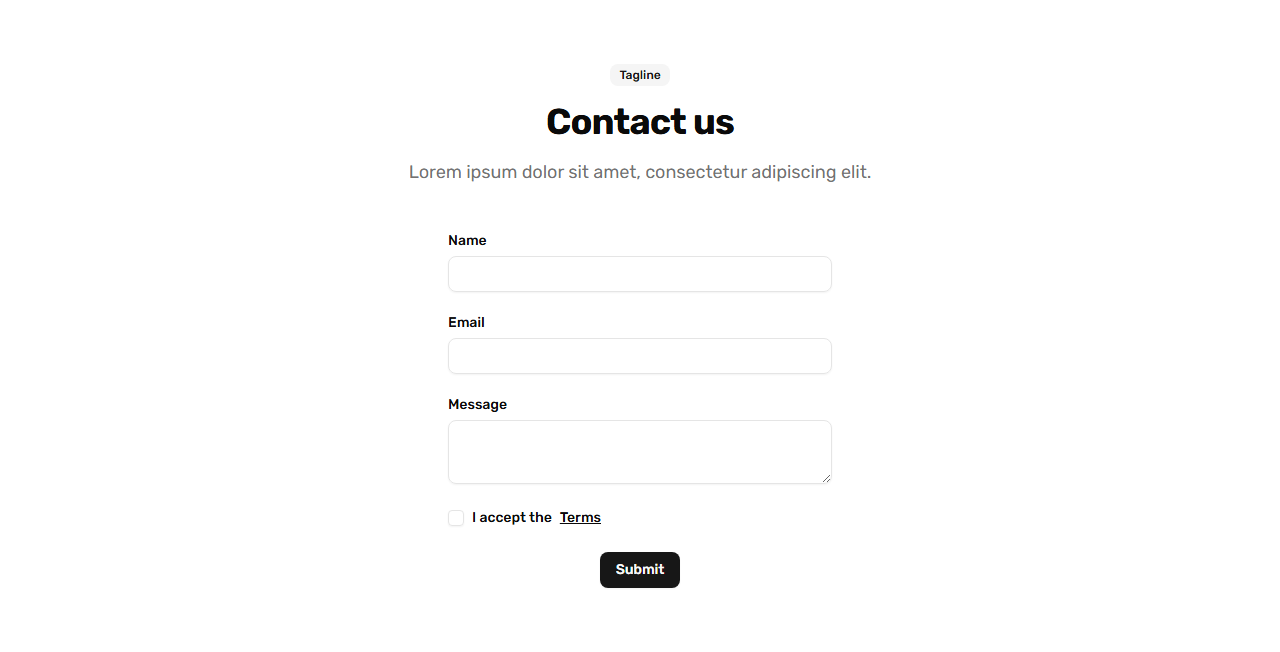 Tagline
Contact us
Lorem ipsum dolor sit amet, consectetur adipiscing elit.
Name
Email
Message
I accept the Terms
Submit